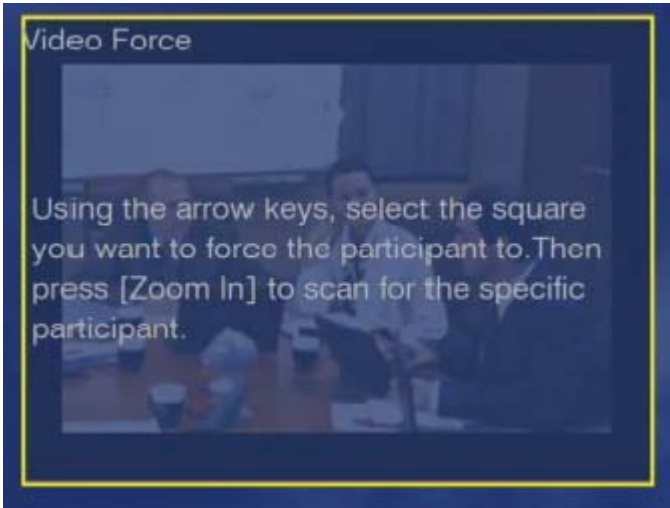 Video Force
Using the arrow keys, select the square
you want to force the participant to.Then
press [Zoom In] to scan for the specific
participant.